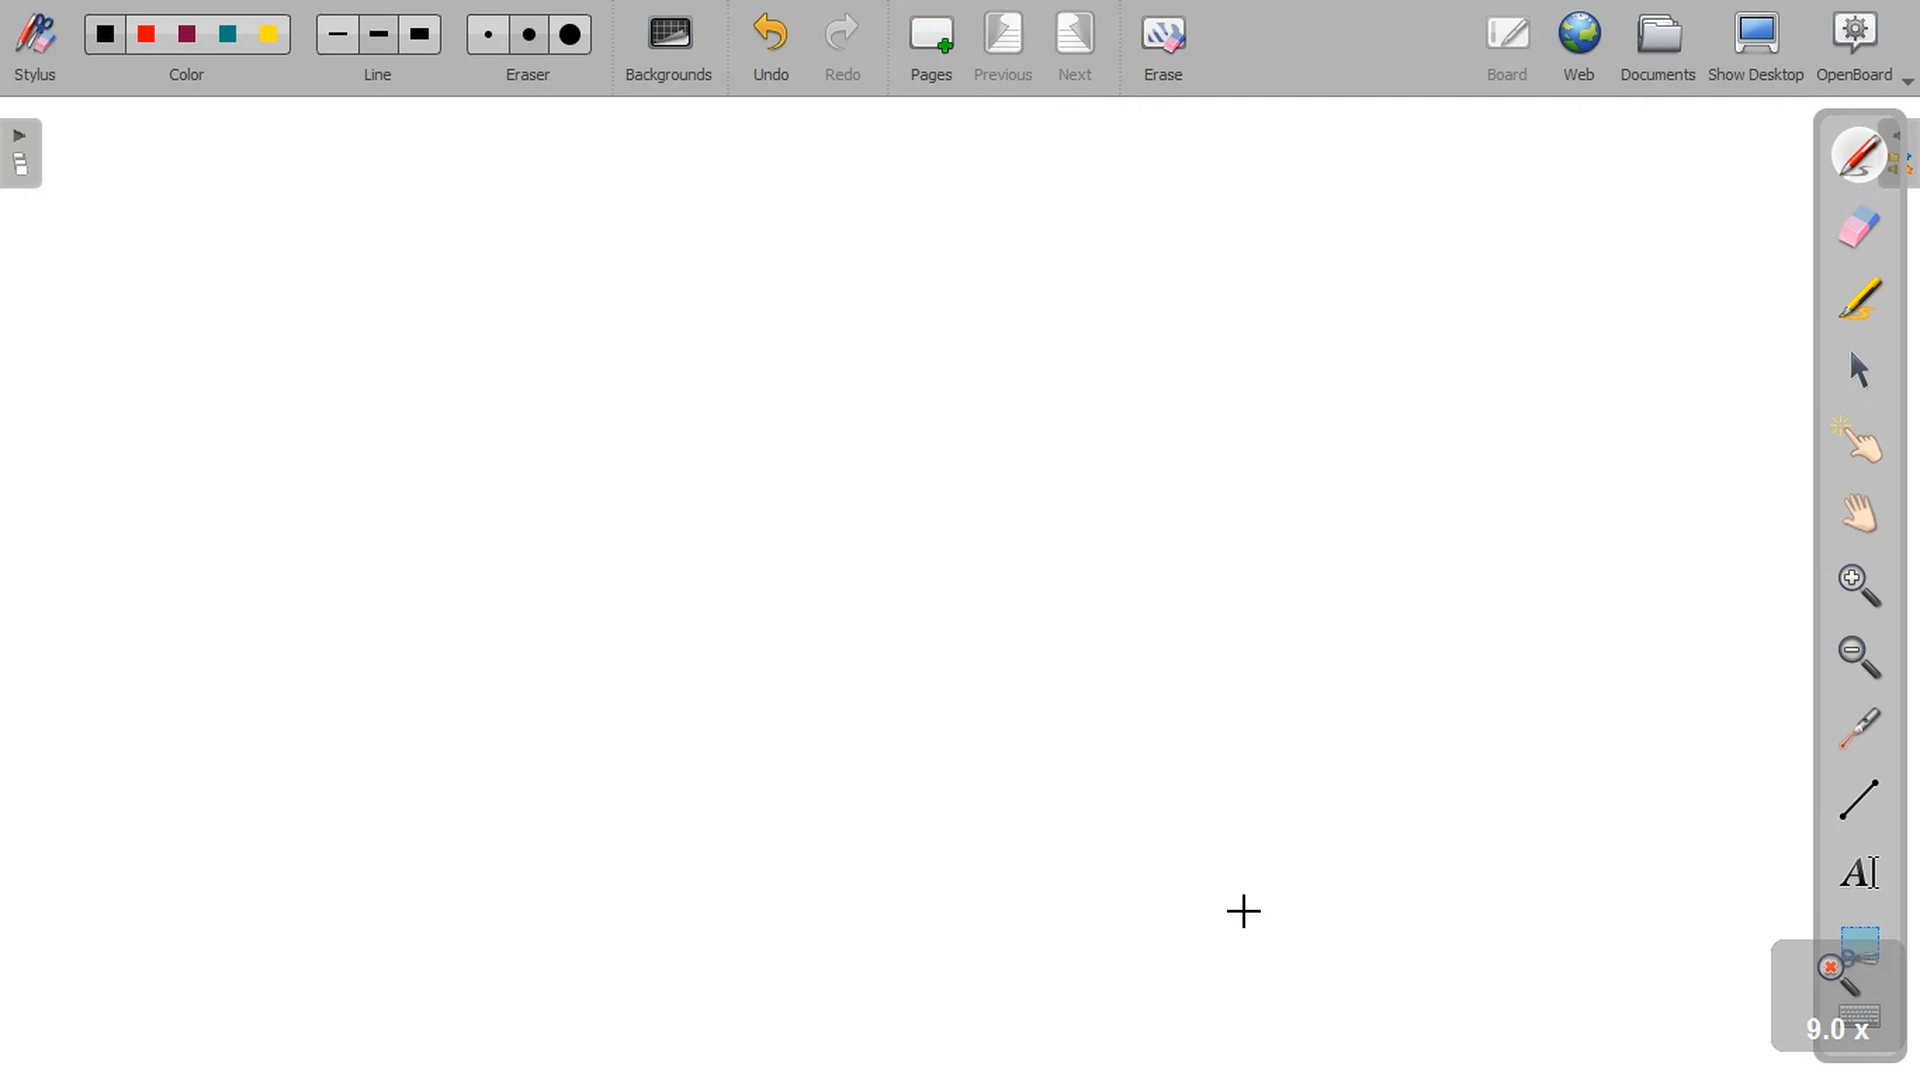 Stylus Color Line Eraser Backgrounds Undo Redo Pages Previous Next Erase Board Web Documents Show Desktop OpenBoard
A
9.0 x